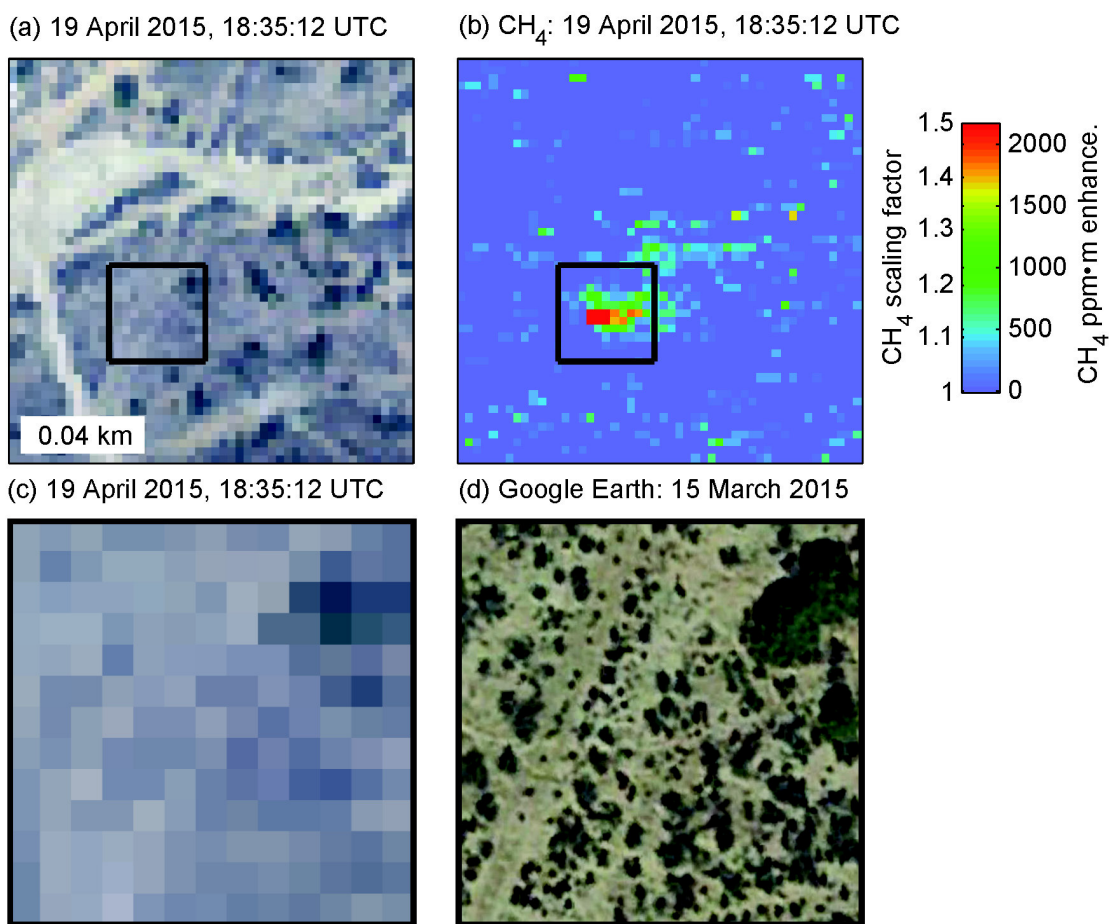 (a) 19 April 2015, 18:35:12 UTC
(b) CH4: 19 April 2015, 18:35:12 UTC
0.04 km
CH4 scaling factor
1.5
1.4
1.3
1.2
1.1
1
2000
1500
1000
500
0
CH4 ppm•m enhance.
(c) 19 April 2015, 18:35:12 UTC
(d) Google Earth: 15 March 2015